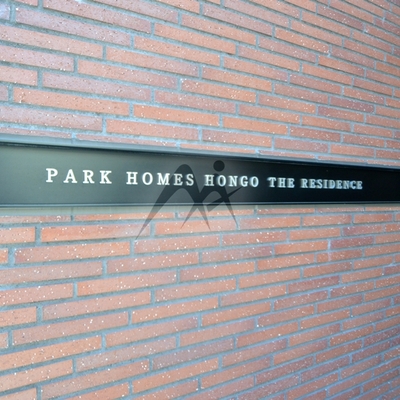 PARK HOMES HONGO THE RESIDENCE